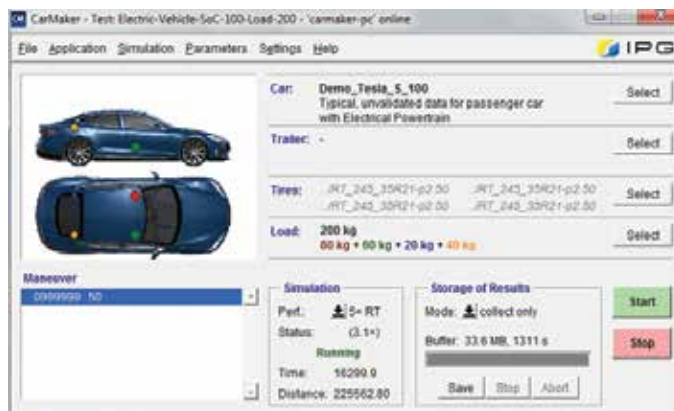 CarMaker - Test: Electric-Vehicle-SoC-100-Load-200 - 'carmaker-pc' online
File Application Simulation Parameters Settings Help
IPG
Car: Demo_Tesla_S_100 Select
Typical, unvalidated data for passenger car
with Electrical Powertrain
Trailer: - Select
Tires: Select
Load: 200 kg Select
80 kg + 60 kg + 20 kg + 40 kg
Maneuver
Simulation
Perf.: 5× RT
Status: (3.1×)
Running
Time: 16299.9
Distance: 225562.80
Storage of Results
Mode: collect only
Buffer: 33.6 MB, 1311 s
Save Stop Abort
Start
Stop